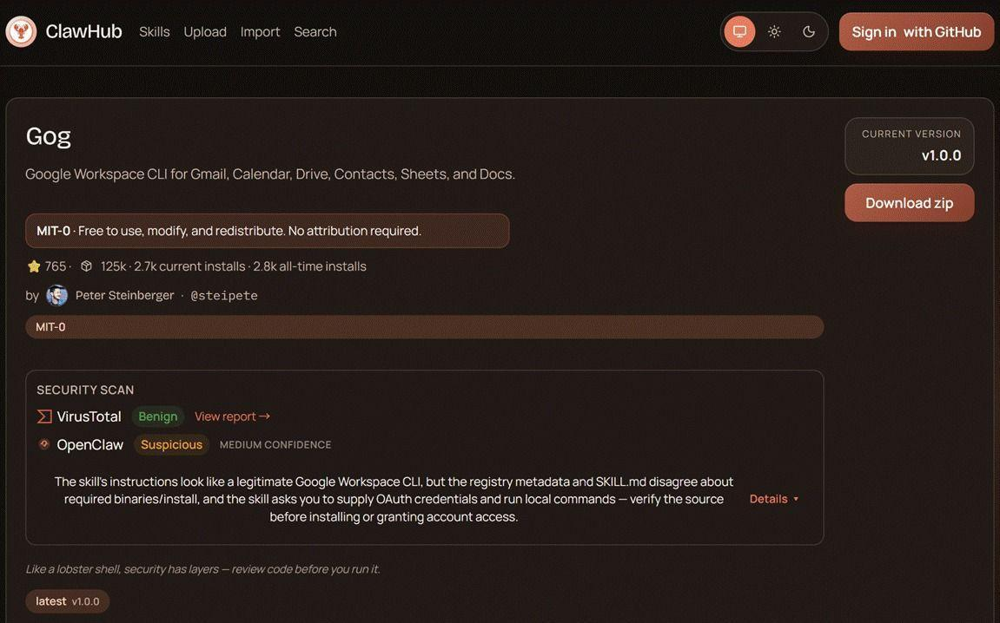 ClawHub Skills Upload Import Search Sign in with GitHub
Gog
CURRENT VERSION
v1.0.0
Google Workspace CLI for Gmail, Calendar, Drive, Contacts, Sheets, and Docs.
Download zip
MIT-0 · Free to use, modify, and redistribute. No attribution required.
765 · 125k · 2.7k current installs · 2.8k all-time installs
by Peter Steinberger · @steipete
MIT-0
SECURITY SCAN
VirusTotal Benign View report →
OpenClaw Suspicious MEDIUM CONFIDENCE
The skill's instructions look like a legitimate Google Workspace CLI, but the registry metadata and SKILL.md disagree about
required binaries/install, and the skill asks you to supply OAuth credentials and run local commands — verify the source
before installing or granting account access.
Details ▾
Like a lobster shell, security has layers — review code before you run it.
latest v1.0.0